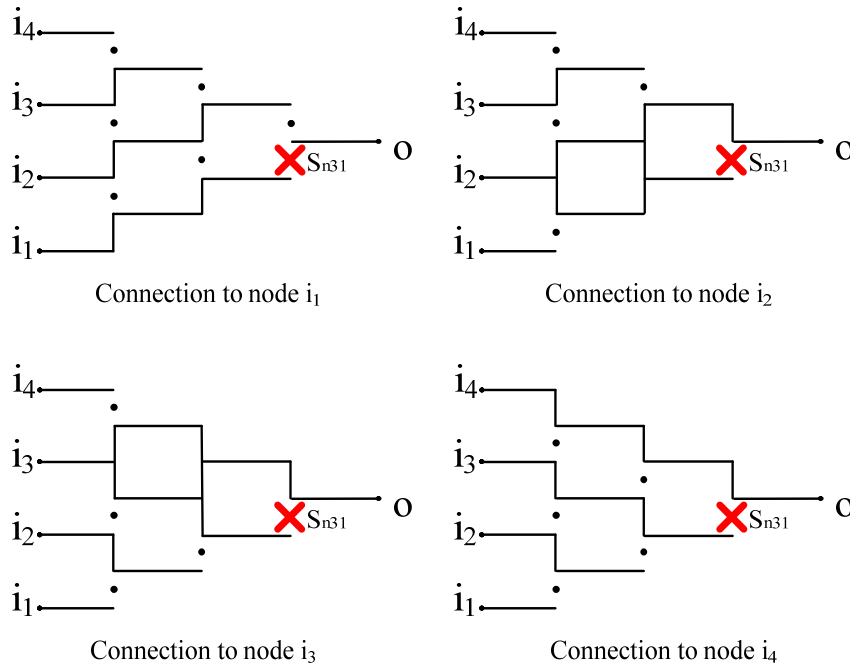 i4 i4
i3 i3
O O
Sn31 Sn31
i2 i2
i1 i1
Connection to node i1 Connection to node i2
i4 i4
i3 i3
O O
Sn31 Sn31
i2 i2
i1 i1
Connection to node i3 Connection to node i4